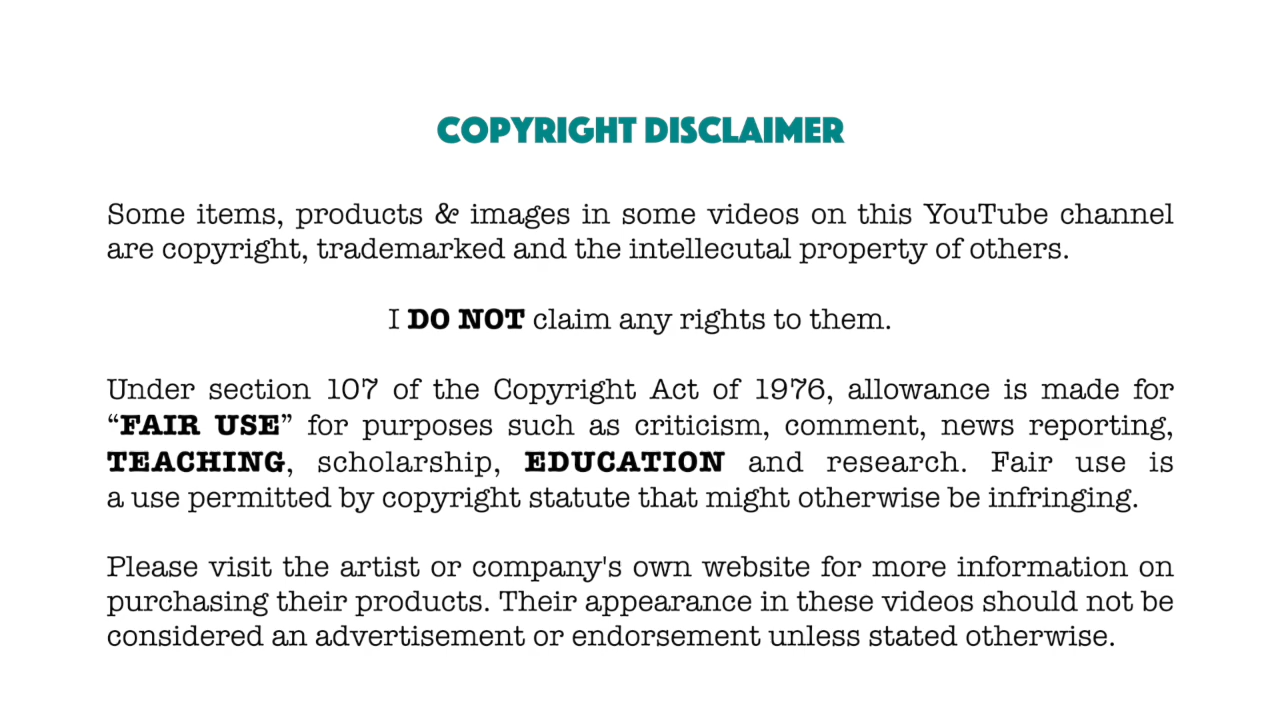 COPYRIGHT DISCLAIMER
Some items, products & images in some videos on this YouTube channel
are copyright, trademarked and the intellecutal property of others.
I DO NOT claim any rights to them.
Under section 107 of the Copyright Act of 1976, allowance is made for
“FAIR USE” for purposes such as criticism, comment, news reporting,
TEACHING, scholarship, EDUCATION and research. Fair use is
a use permitted by copyright statute that might otherwise be infringing.
Please visit the artist or company's own website for more information on
purchasing their products. Their appearance in these videos should not be
considered an advertisement or endorsement unless stated otherwise.